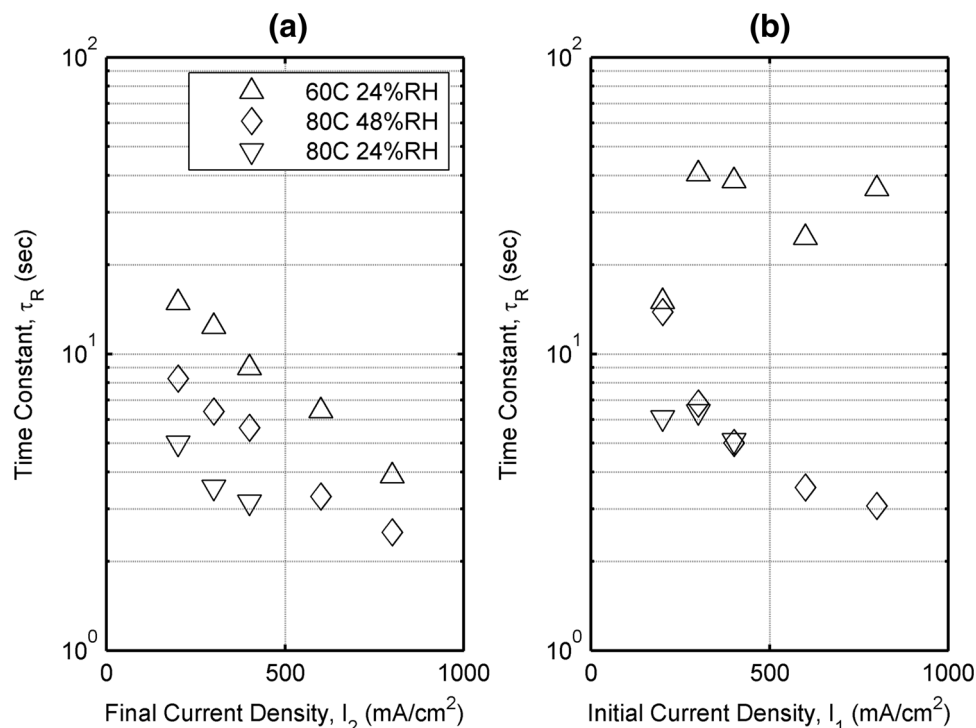 (a)
(b)
10²
10²
60C 24%RH
80C 48%RH
80C 24%RH
Time Constant, τ_R (sec)
Time Constant, τ_R (sec)
10¹
10¹
10⁰
10⁰
0
500
1000
0
500
1000
Final Current Density, I₂ (mA/cm²)
Initial Current Density, I₁ (mA/cm²)